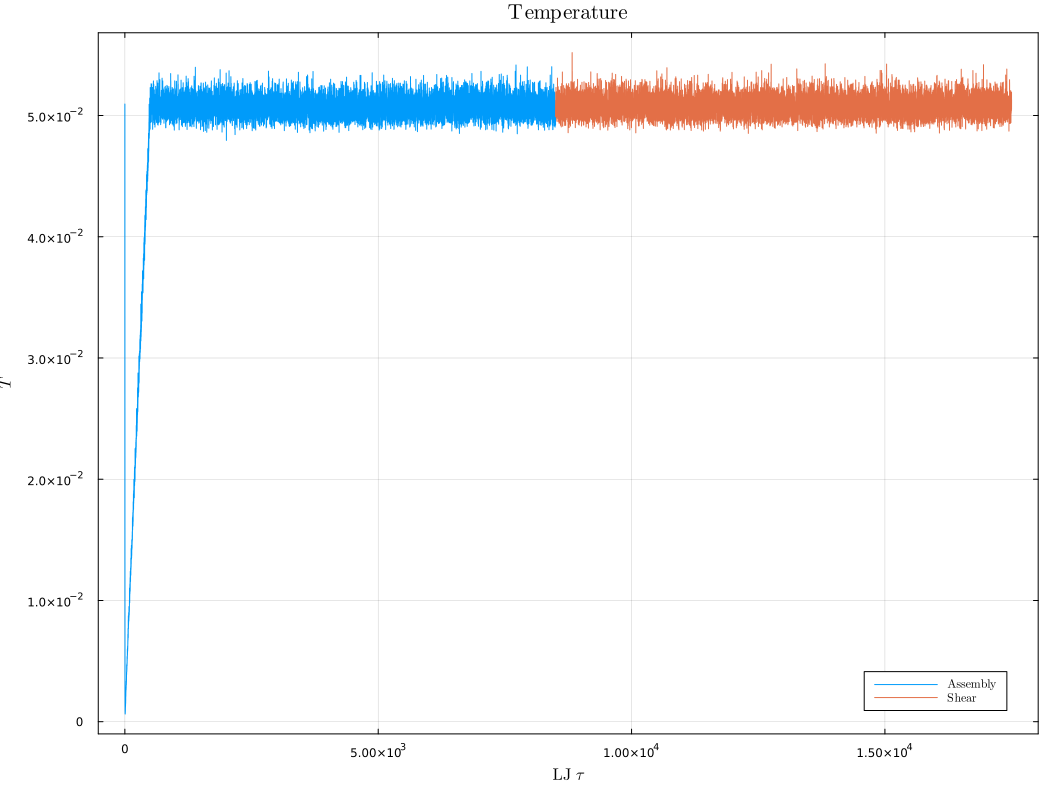 Temperature
5.0×10⁻²
4.0×10⁻²
3.0×10⁻²
T
2.0×10⁻²
1.0×10⁻²
0
Assembly
Shear
0
5.00×10³
1.00×10⁴
1.50×10⁴
LJ τ